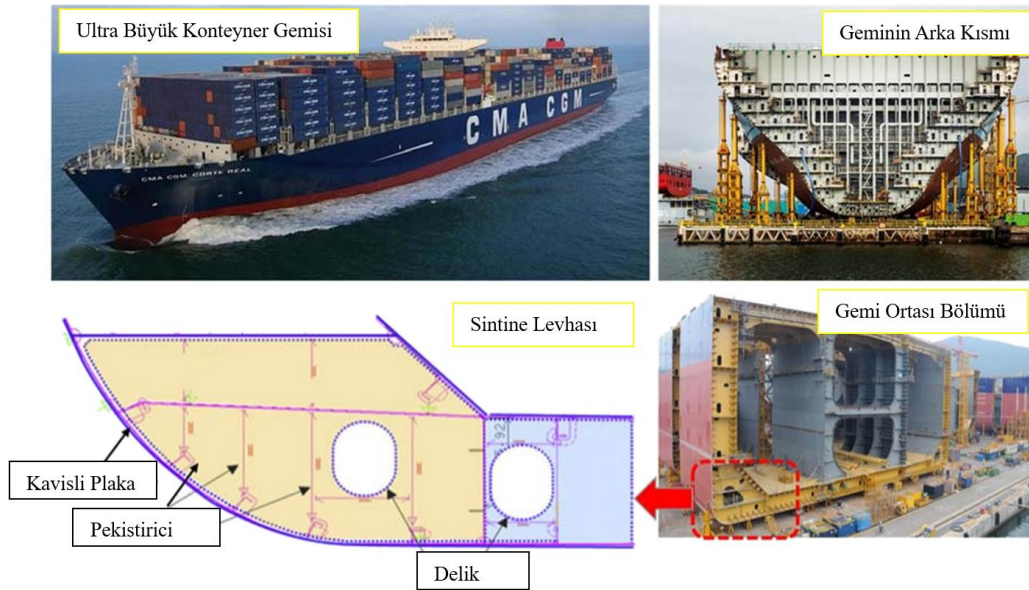 Ultra Büyük Konteyner Gemisi
Geminin Arka Kısmı
CMA CGM
CMA CGM CORTE REAL
Sintine Levhası
Gemi Ortası Bölümü
92
Kavisli Plaka
Pekistirici
Delik